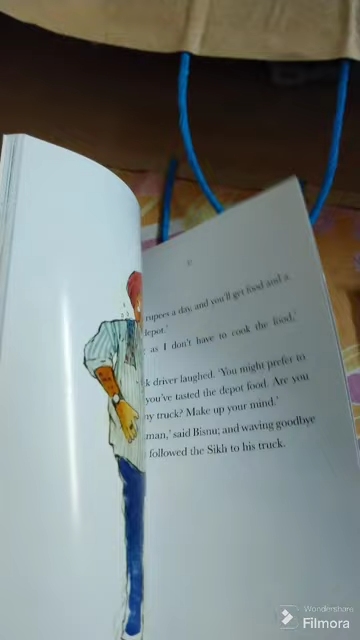 rupees a day, and you'll get food and a
depot.'
as I don't have to cook the food.'
k driver laughed. 'You might prefer to
you've tasted the depot food. Are you
ny truck? Make up your mind.'
man,' said Bisnu; and waving goodbye
followed the Sikh to his truck.
Wondershare
Filmora